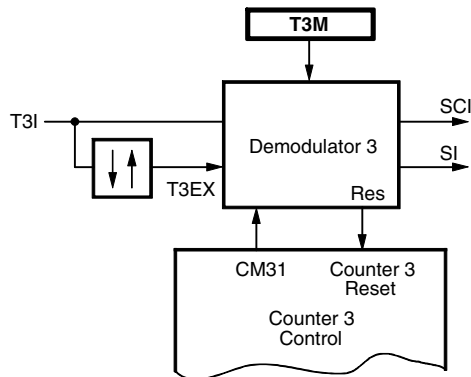 T3M
T3I
SCI
Demodulator 3
SI
T3EX
Res
CM31
Counter 3
Reset
Counter 3
Control